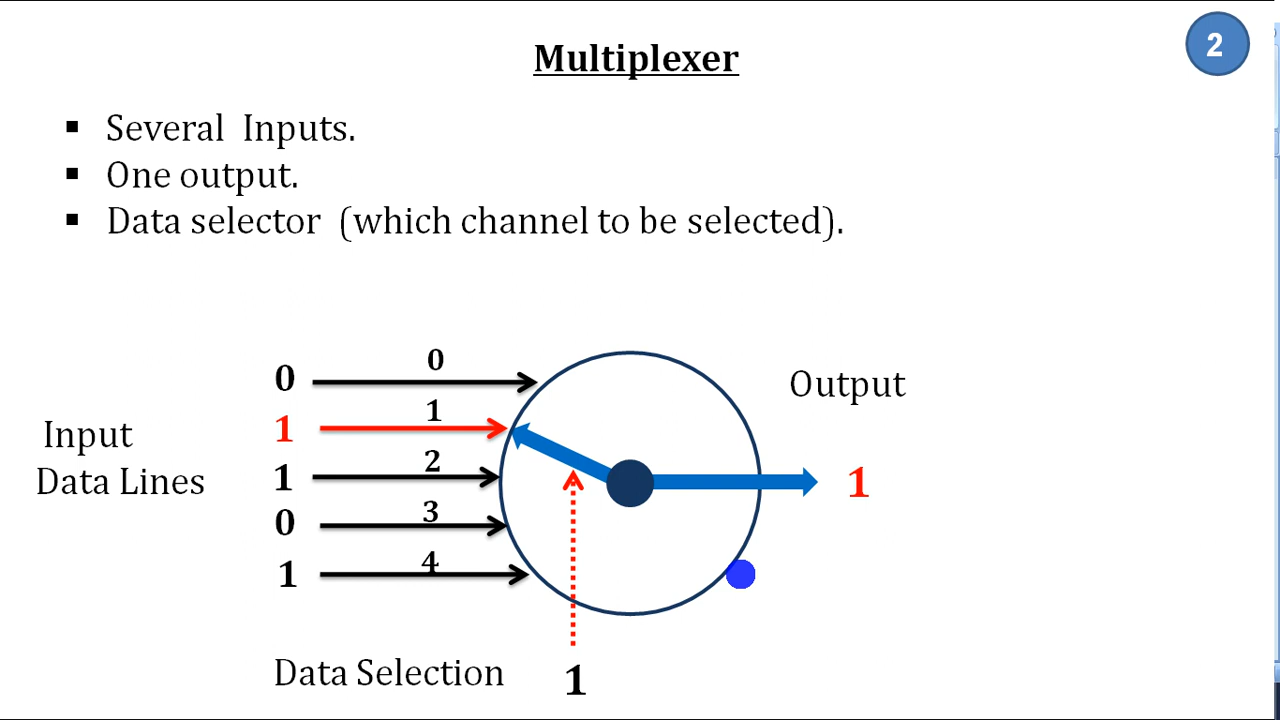 Multiplexer
2
▪ Several Inputs.
▪ One output.
▪ Data selector (which channel to be selected).
0 0
Output
1 1
Input
1 2
Data Lines
1
0 3
1 4
Data Selection 1